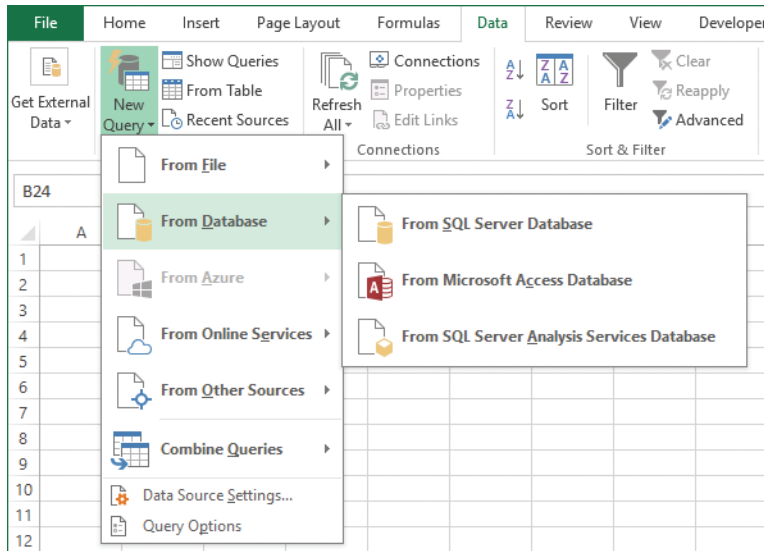 File Home Insert Page Layout Formulas Data Review View Developer
Get External
Data
New
Query
Show Queries
From Table
Recent Sources
Refresh
All
Connections
Properties
Edit Links
Connections
A
Z
Z
A
Z A
A Z
Sort
Filter
Clear
Reapply
Advanced
Sort & Filter
B24
A
1
2
3
4
5
6
7
8
9
10
11
12
From File
From Database
From Azure
From Online Services
From Other Sources
Combine Queries
Data Source Settings...
Query Options
From SQL Server Database
A
From Microsoft Access Database
From SQL Server Analysis Services Database